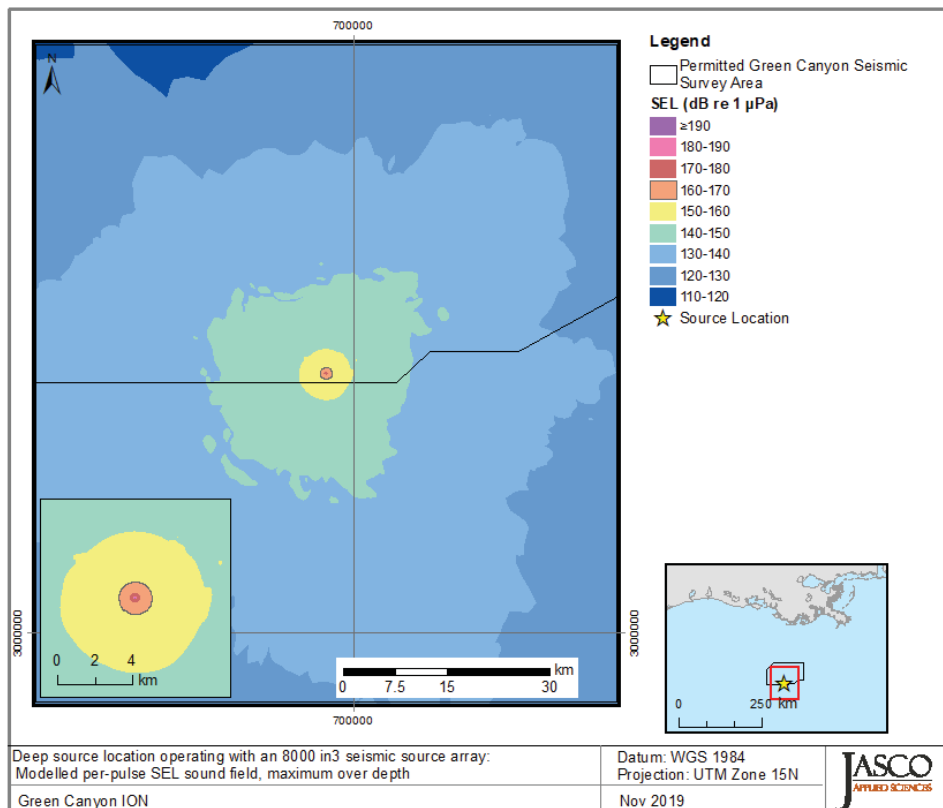 700000
N
3000000
3000000
0 2 4
km
km
0 7.5 15 30
700000
Legend
Permitted Green Canyon Seismic
Survey Area
SEL (dB re 1 µPa)
≥190
180-190
170-180
160-170
150-160
140-150
130-140
120-130
110-120
Source Location
0 250 km
Deep source location operating with an 8000 in3 seismic source array:
Modelled per-pulse SEL sound field, maximum over depth
Green Canyon ION
Datum: WGS 1984
Projection: UTM Zone 15N
Nov 2019
JASCO
APPLIED SCIENCES